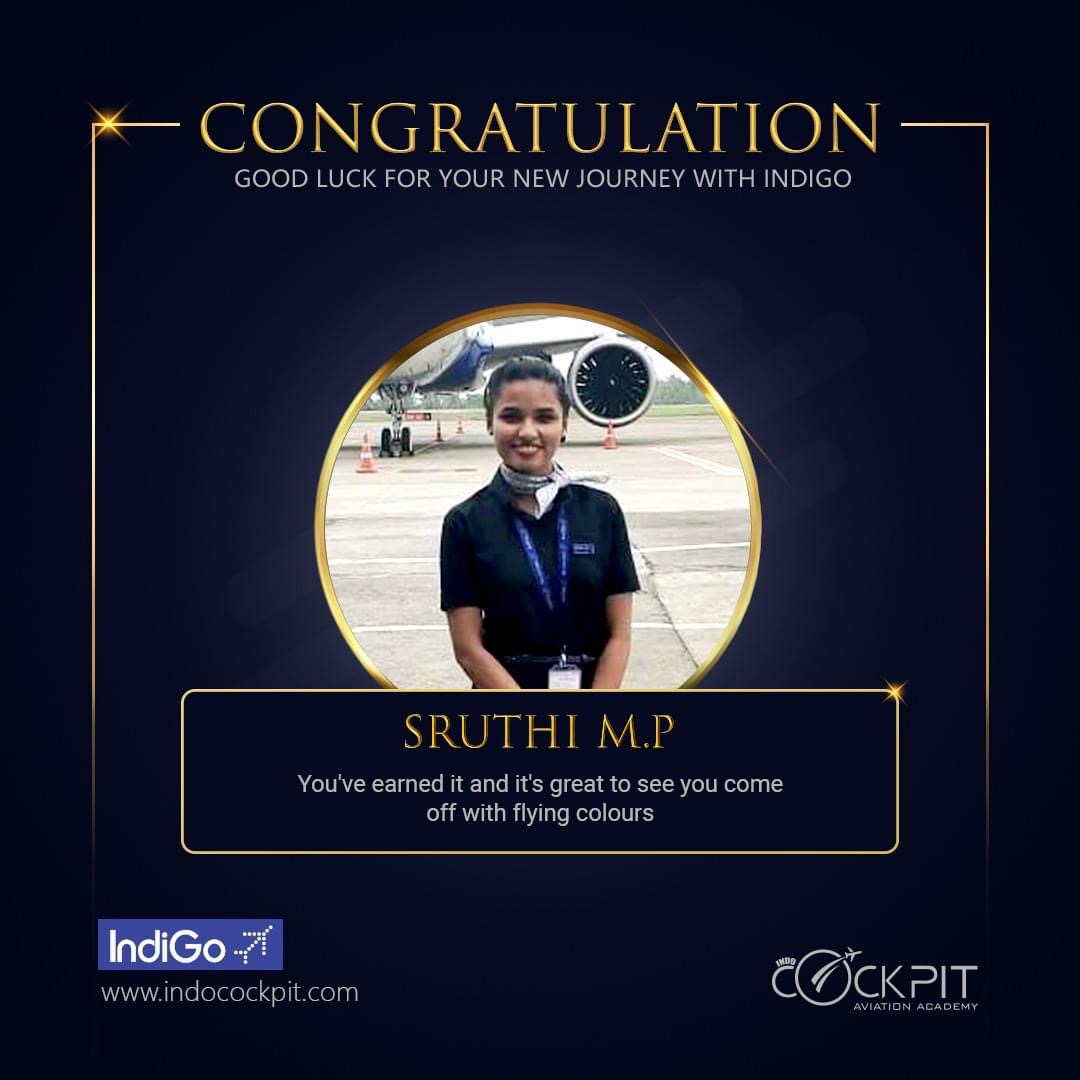 CONGRATULATION
GOOD LUCK FOR YOUR NEW JOURNEY WITH INDIGO
SRUTHI M.P
You've earned it and it's great to see you come
off with flying colours
IndiGo
www.indocockpit.com
INDO
COCKPIT
AVIATION ACADEMY